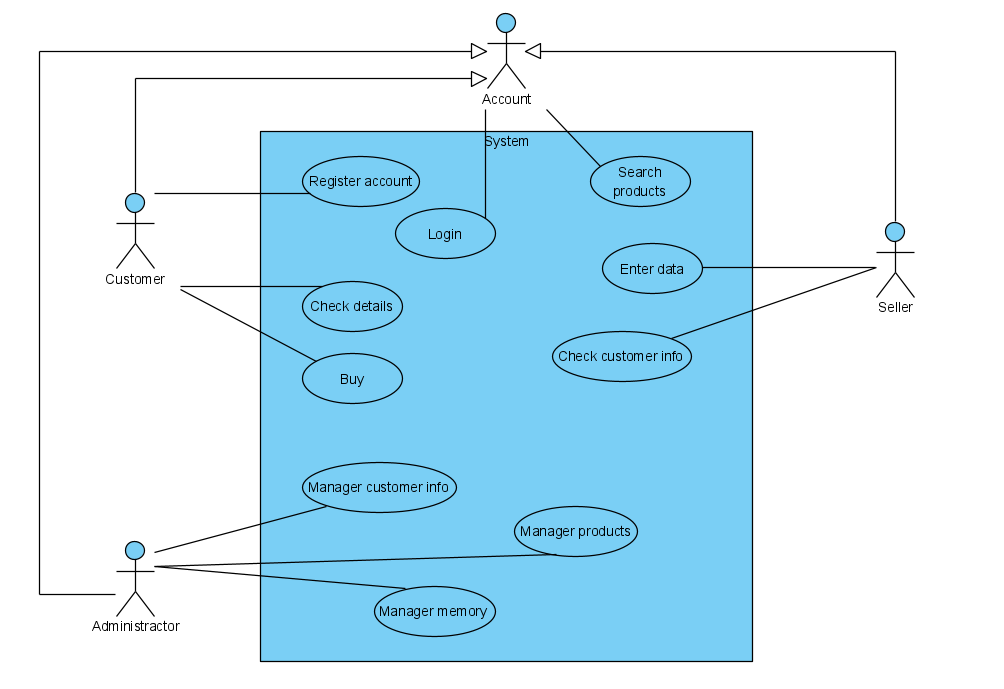 Account
System
Register account
Search
products
Login
Customer
Enter data
Seller
Check details
Check customer info
Buy
Manager customer info
Manager products
Manager memory
Administractor